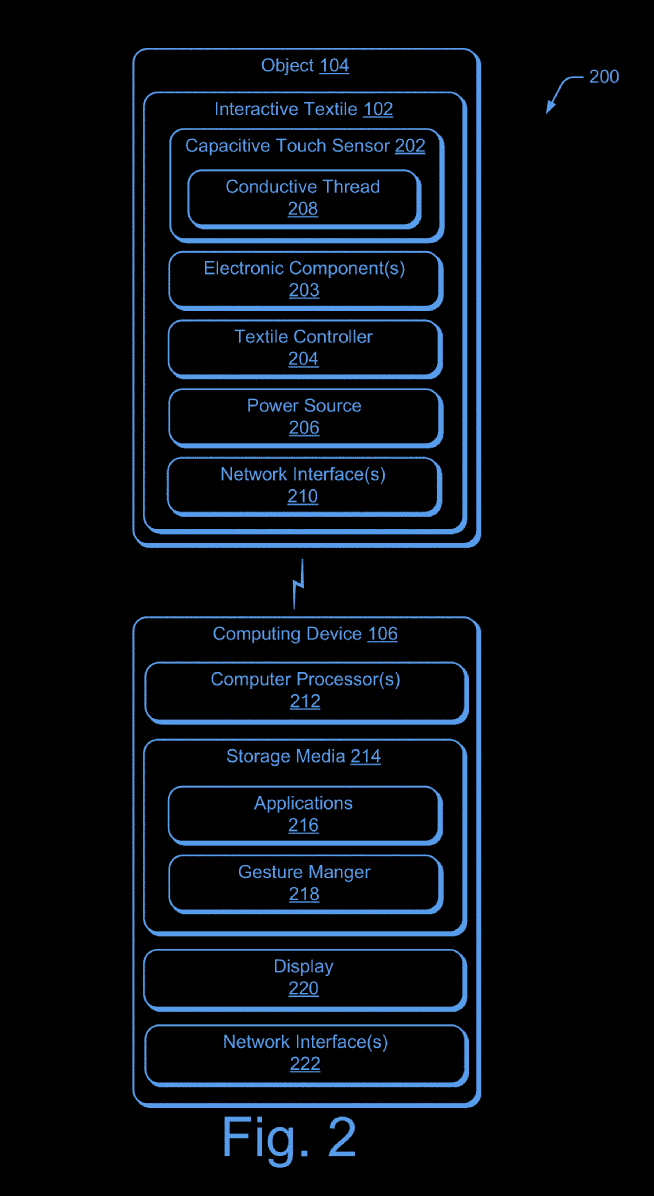 Object 104
200
Interactive Textile 102
Capacitive Touch Sensor 202
Conductive Thread
208
Electronic Component(s)
203
Textile Controller
204
Power Source
206
Network Interface(s)
210
Computing Device 106
Computer Processor(s)
212
Storage Media 214
Applications
216
Gesture Manger
218
Display
220
Network Interface(s)
222
Fig. 2